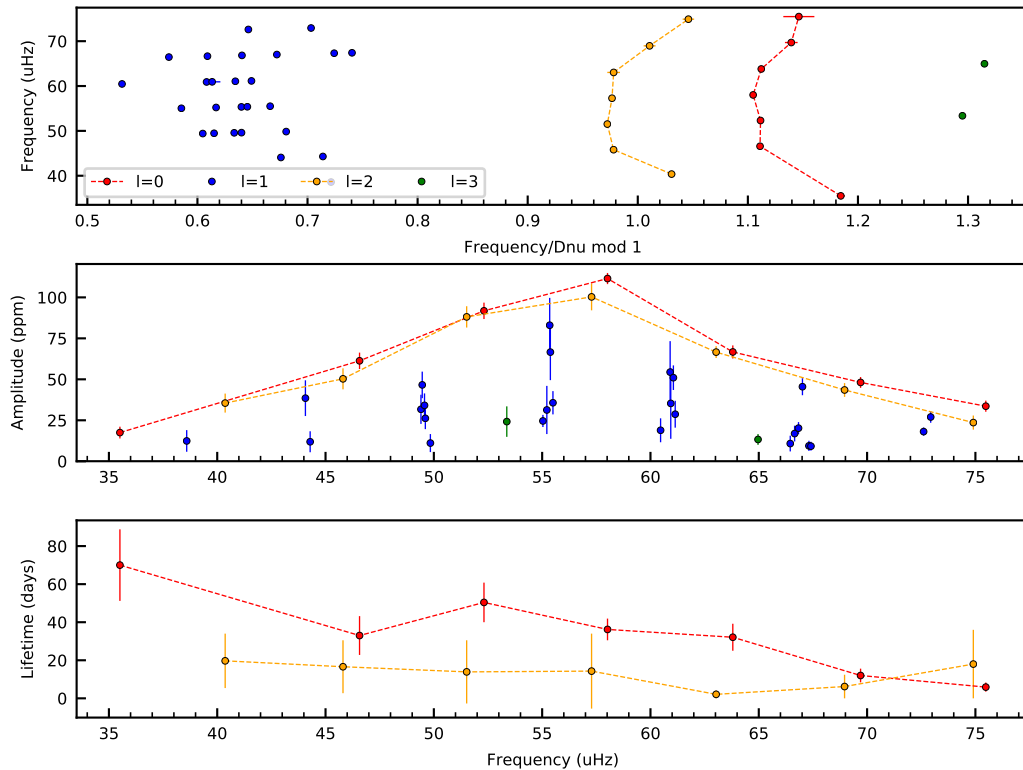 Frequency (uHz)
70
60
50
40
l=0 l=1 l=2 l=3
0.5 0.6 0.7 0.8 0.9 1.0 1.1 1.2 1.3
Frequency/Dnu mod 1
Amplitude (ppm)
100
75
50
25
0
35 40 45 50 55 60 65 70 75
Lifetime (days)
80
60
40
20
0
35 40 45 50 55 60 65 70 75
Frequency (uHz)